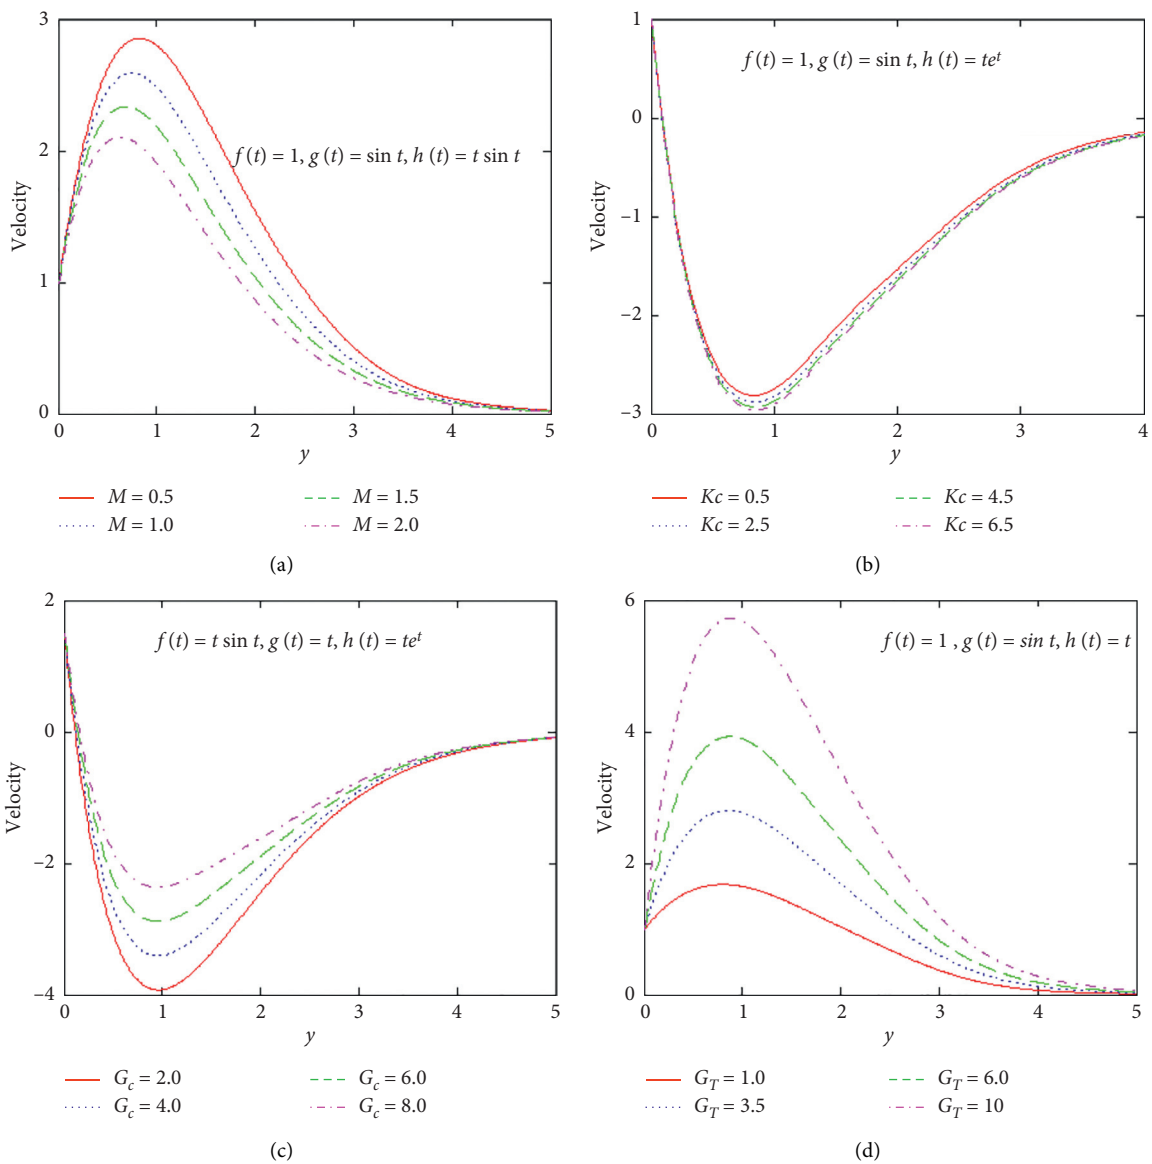 3
2
1
0
Velocity
f(t) = 1, g(t) = sin t, h(t) = t sin t
0 1 2 3 4 5
y
M = 0.5 M = 1.5
M = 1.0 M = 2.0
(a)
1
0
−1
−2
−3
Velocity
f(t) = 1, g(t) = sin t, h(t) = te^t
0 1 2 3 4
y
Kc = 0.5 Kc = 4.5
Kc = 2.5 Kc = 6.5
(b)
2
0
−2
−4
Velocity
f(t) = t sin t, g(t) = t, h(t) = te^t
0 1 2 3 4 5
y
G_c = 2.0 G_c = 6.0
G_c = 4.0 G_c = 8.0
(c)
6
4
2
0
Velocity
f(t) = 1 , g(t) = sin t, h(t) = t
0 1 2 3 4 5
y
G_T = 1.0 G_T = 6.0
G_T = 3.5 G_T = 10
(d)